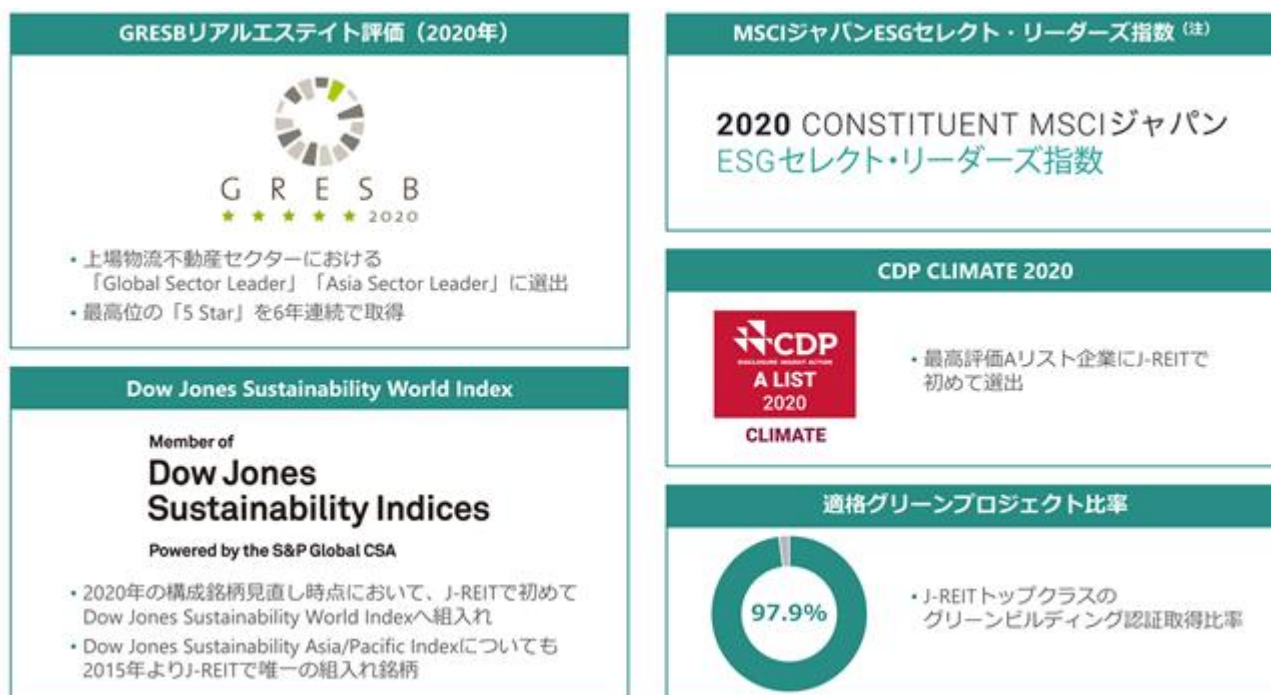 GRESBリアルエステイト評価（2020年）
GRESB
2020
• 上場物流不動産セクターにおける
「Global Sector Leader」「Asia Sector Leader」に選出
• 最高位の「5 Star」を6年連続で取得
Dow Jones Sustainability World Index
Member of
Dow Jones
Sustainability Indices
Powered by the S&P Global CSA
• 2020年の構成銘柄見直し時点において、J-REITで初めて
Dow Jones Sustainability World Indexへ組入れ
• Dow Jones Sustainability Asia/Pacific Indexについても
2015年よりJ-REITで唯一の組入れ銘柄
MSCIジャパンESGセレクト・リーダーズ指数（注）
2020 CONSTITUENT MSCIジャパン
ESGセレクト・リーダーズ指数
CDP CLIMATE 2020
CDP
DISCLOSURE INSIGHT ACTION
A LIST
2020
CLIMATE
• 最高評価Aリスト企業にJ-REITで
初めて選出
適格グリーンプロジェクト比率
97.9%
• J-REITトップクラスの
グリーンビルディング認証取得比率